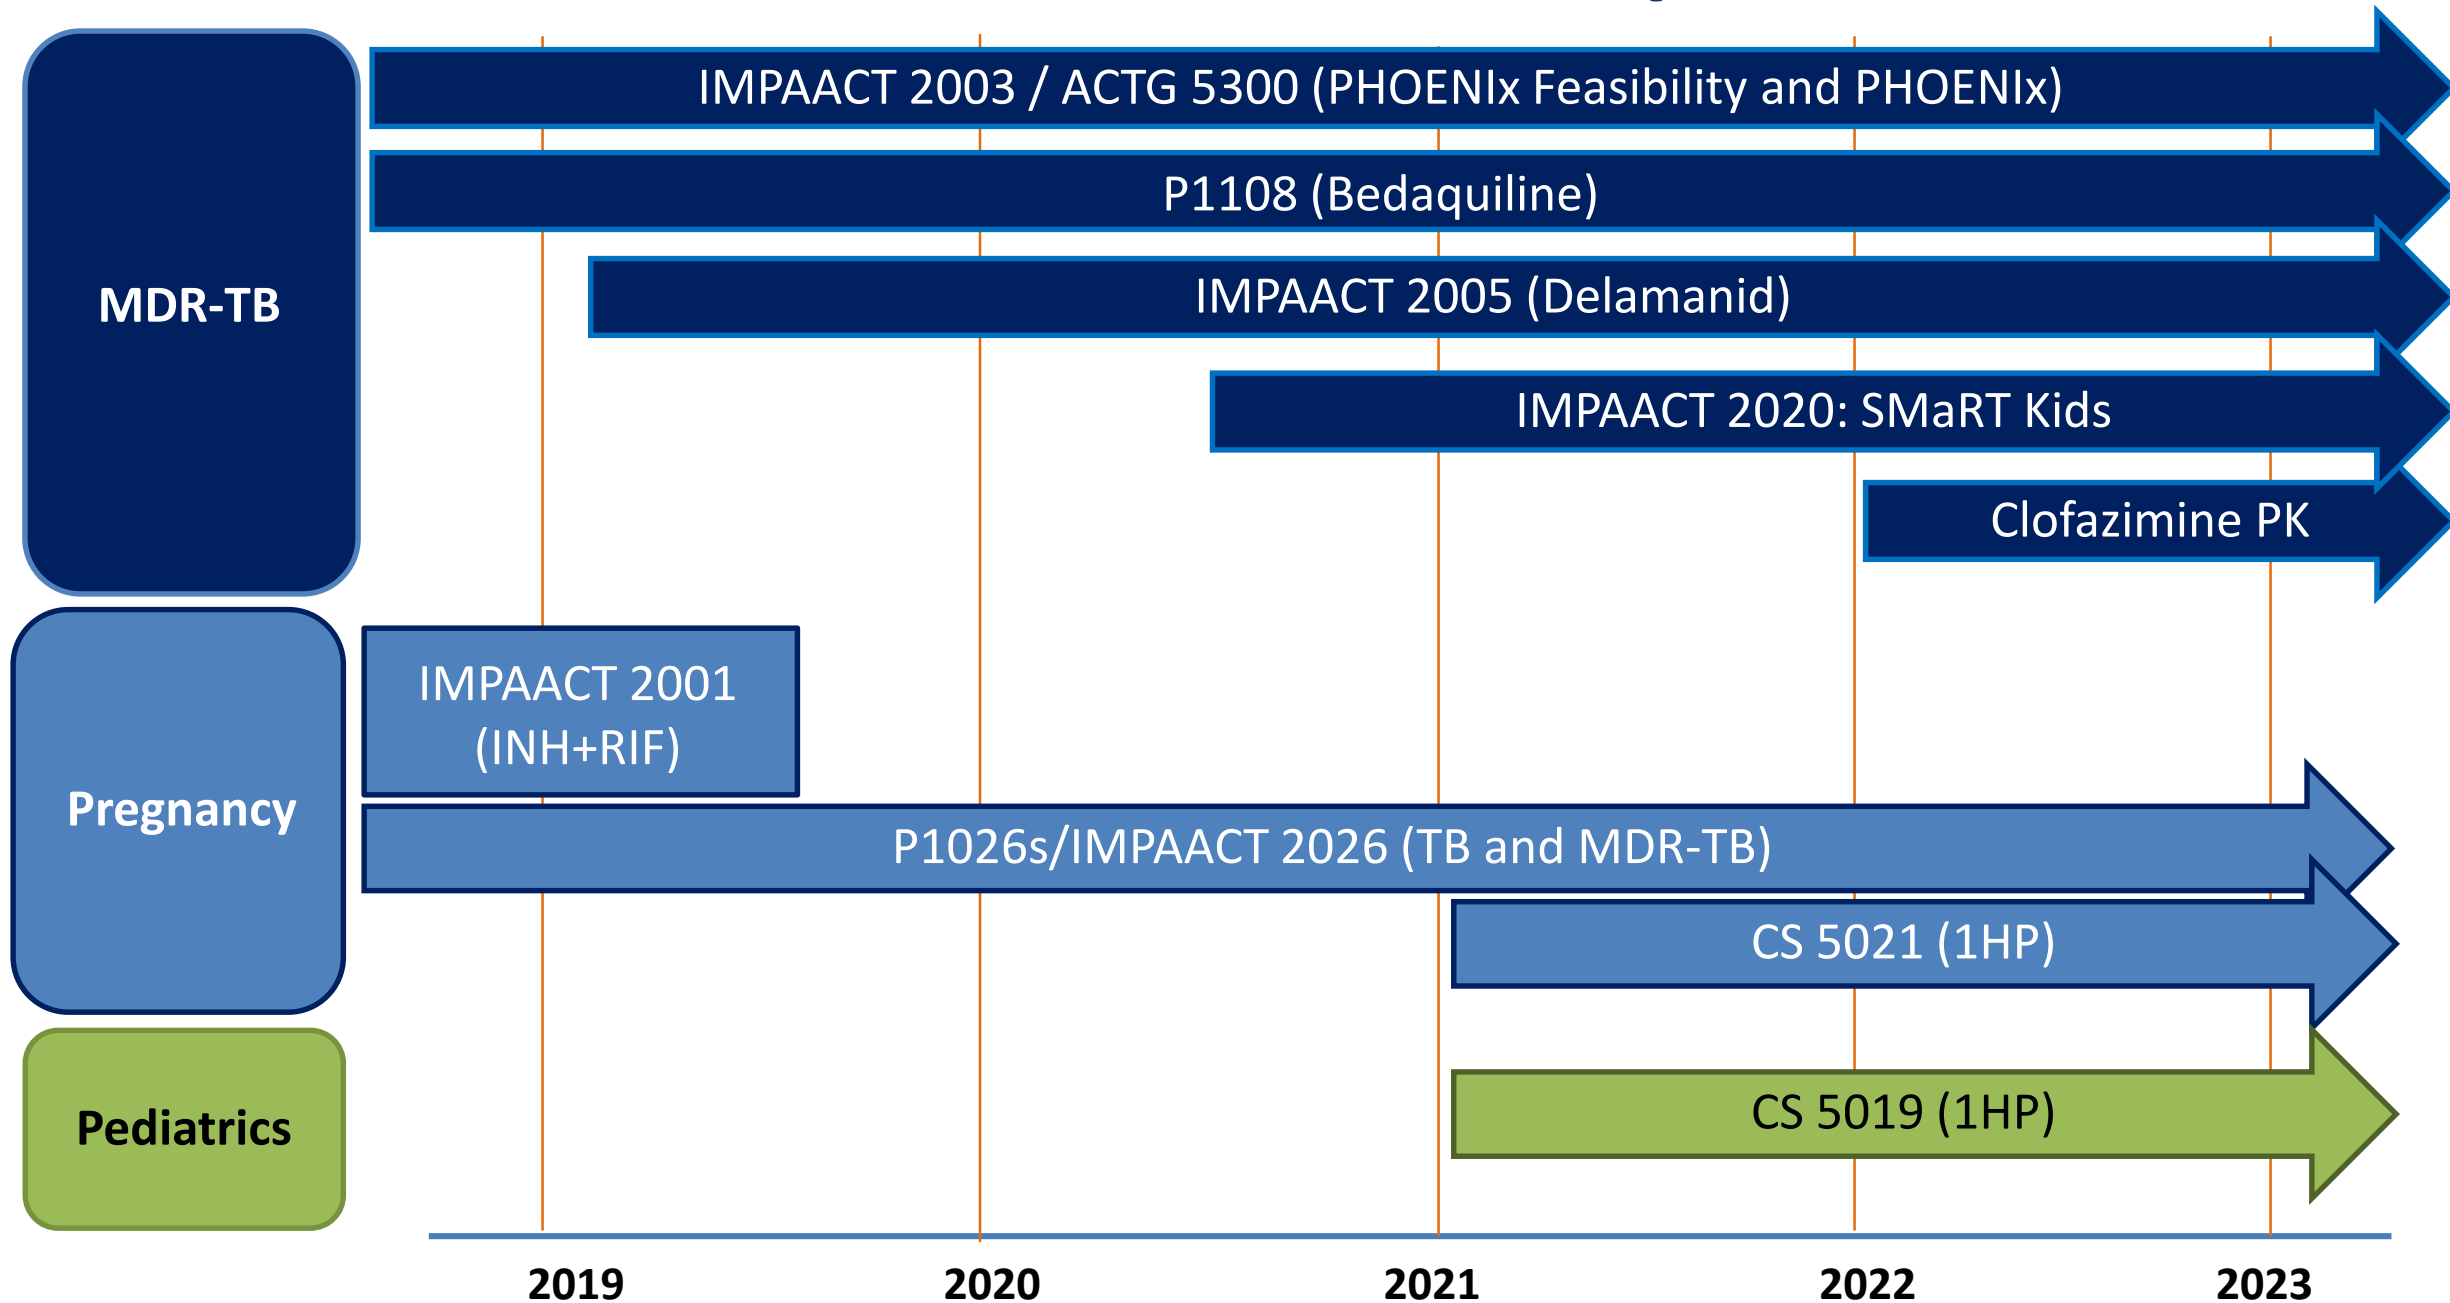 MDR-TB
IMPAACT 2003 / ACTG 5300 (PHOENIx Feasibility and PHOENIx)
P1108 (Bedaquiline)
IMPAACT 2005 (Delamanid)
IMPAACT 2020: SMaRT Kids
Clofazimine PK
Pregnancy
IMPAACT 2001
(INH+RIF)
P1026s/IMPAACT 2026 (TB and MDR-TB)
CS 5021 (1HP)
Pediatrics
CS 5019 (1HP)
2019 2020 2021 2022 2023